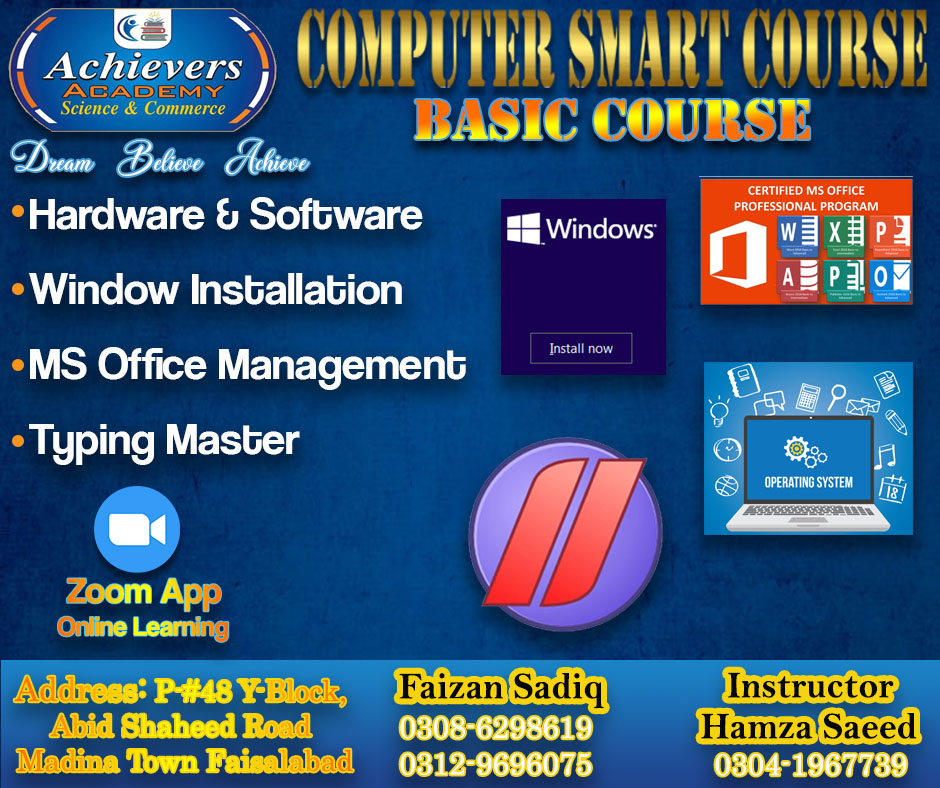 Achievers
ACADEMY
Science & Commerce
Dream Believe Achieve
COMPUTER SMART COURSE
BASIC COURSE
• Hardware & Software
• Window Installation
• MS Office Management
• Typing Master
Windows
Install now
CERTIFIED MS OFFICE
PROFESSIONAL PROGRAM
W X P
A P O
OPERATING SYSTEM
18
Zoom App
Online Learning
Address: P-#48 Y-Block,
Abid Shaheed Road
Madina Town Faisalabad
Faizan Sadiq
0308-6298619
0312-9696075
Instructor
Hamza Saeed
0304-1967739